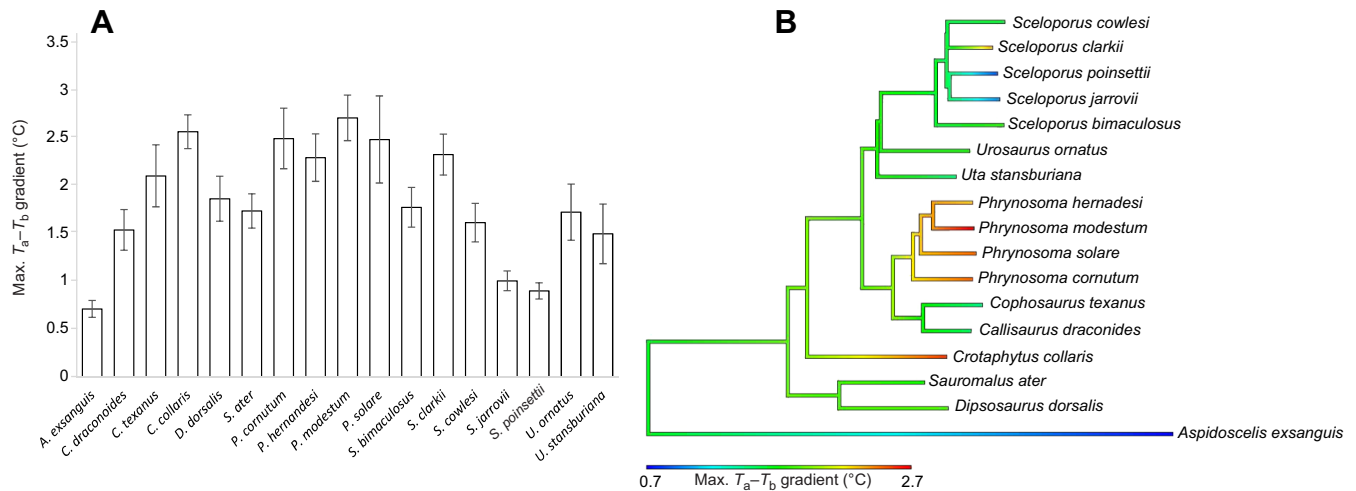 A
Max. Ta–Tb gradient (°C)
3.5
3
2.5
2
1.5
1
0.5
0
A. exsanguis
C. draconoides
C. texanus
C. collaris
D. dorsalis
S. ater
P. cornutum
P. hernandesi
P. modestum
P. solare
S. bimaculosus
S. clarkii
S. cowlesi
S. jarrovii
S. poinsettii
U. ornatus
U. stansburiana
B
Sceloporus cowlesi
Sceloporus clarkii
Sceloporus poinsettii
Sceloporus jarrovii
Sceloporus bimaculosus
Urosaurus ornatus
Uta stansburiana
Phrynosoma hernadesi
Phrynosoma modestum
Phrynosoma solare
Phrynosoma cornutum
Cophosaurus texanus
Callisaurus draconides
Crotaphytus collaris
Sauromalus ater
Dipsosaurus dorsalis
Aspidoscelis exsanguis
0.7 Max. Ta–Tb gradient (°C) 2.7